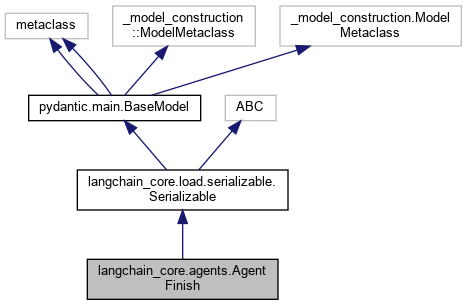 metaclass
_model_construction
::ModelMetaclass
_model_construction.Model
Metaclass
pydantic.main.BaseModel
ABC
langchain_core.load.serializable.
Serializable
langchain_core.agents.Agent
Finish